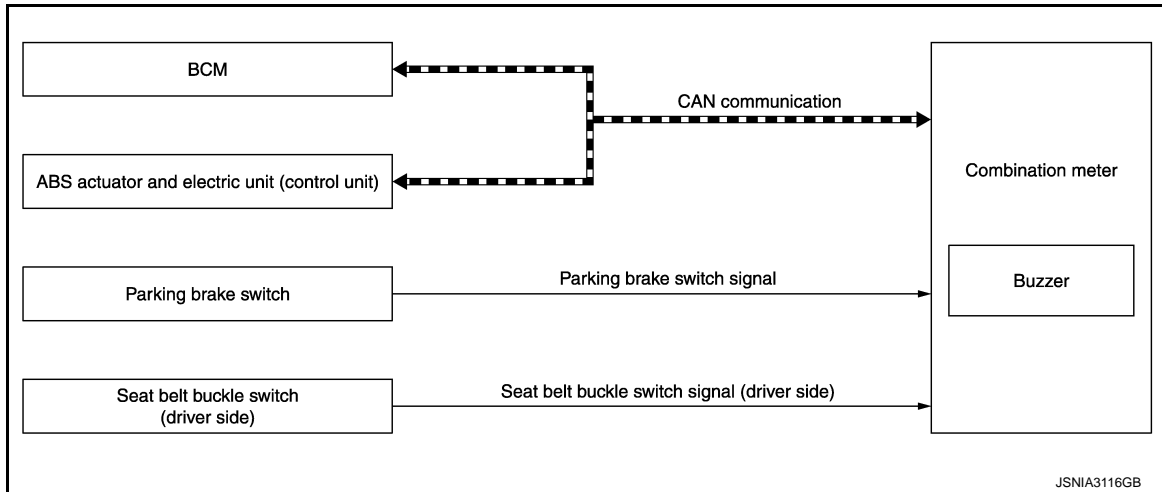 BCM
CAN communication
ABS actuator and electric unit (control unit)
Combination meter
Parking brake switch
Parking brake switch signal
Buzzer
Seat belt buckle switch
(driver side)
Seat belt buckle switch signal (driver side)
JSNIA3116GB